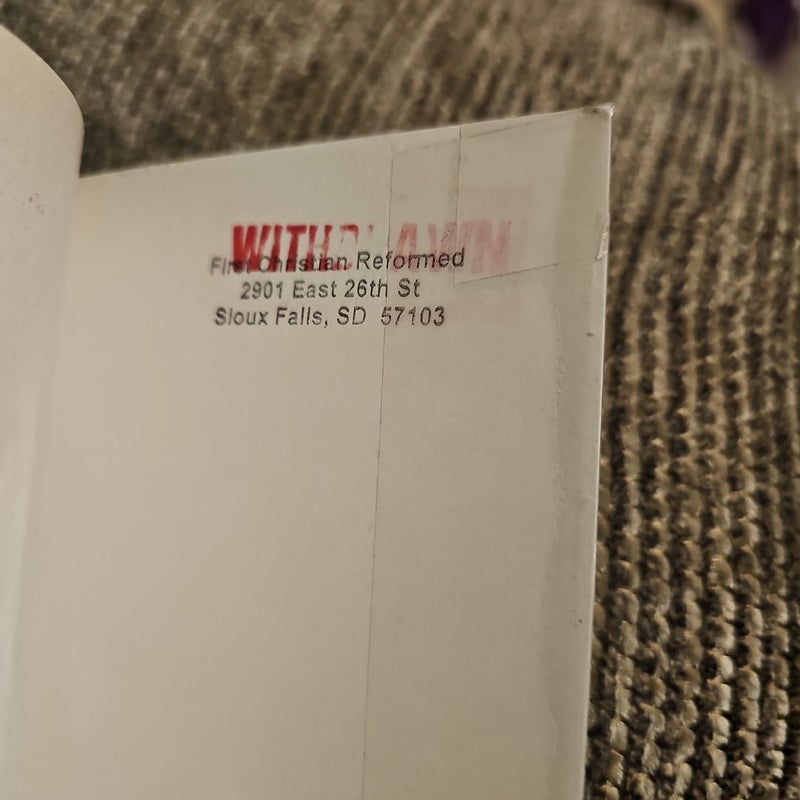 WITHDRAWN
First Christian Reformed
2901 East 26th St
Sioux Falls, SD 57103